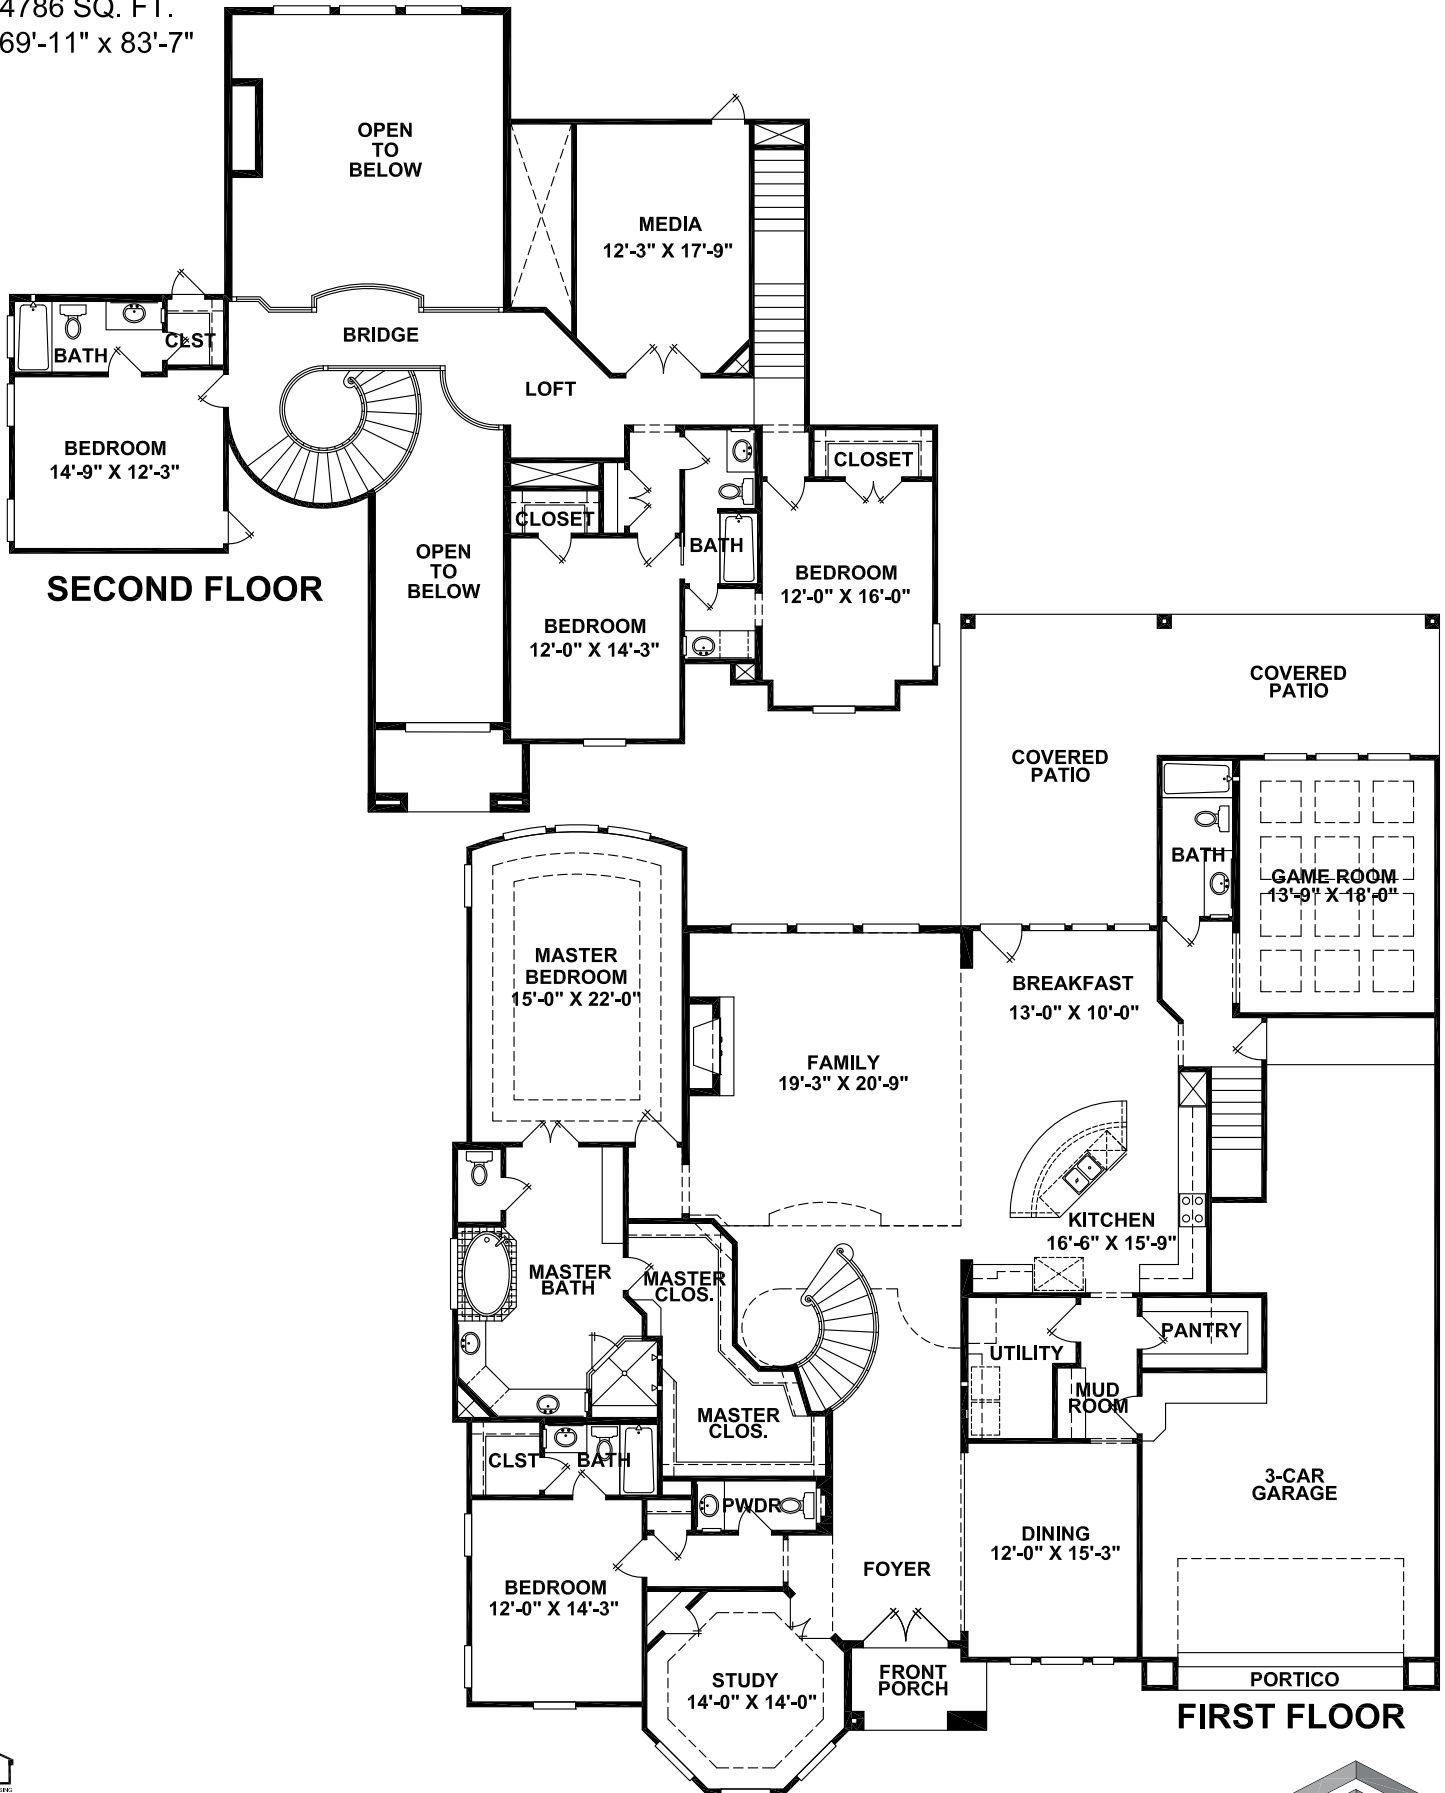 4786 SQ. FT.
69'-11" x 83'-7"
OPEN
TO
BELOW
MEDIA
12'-3" X 17'-9"
BRIDGE
CLST
BATH
LOFT
BEDROOM
14'-9" X 12'-3"
CLOSET
CLOSET
BATH
OPEN
TO
BELOW
BEDROOM
12'-0" X 16'-0"
BEDROOM
12'-0" X 14'-3"
SECOND FLOOR
COVERED
PATIO
COVERED
PATIO
BATH
GAME ROOM
13'-9" X 18'-0"
MASTER
BEDROOM
15'-0" X 22'-0"
BREAKFAST
13'-0" X 10'-0"
FAMILY
19'-3" X 20'-9"
KITCHEN
16'-6" X 15'-9"
MASTER
BATH
MASTER
CLOS.
PANTRY
UTILITY
MUD
ROOM
MASTER
CLOS.
CLST
BATH
PWDR
3-CAR
GARAGE
DINING
12'-0" X 15'-3"
FOYER
BEDROOM
12'-0" X 14'-3"
STUDY
14'-0" X 14'-0"
FRONT
PORCH
PORTICO
FIRST FLOOR